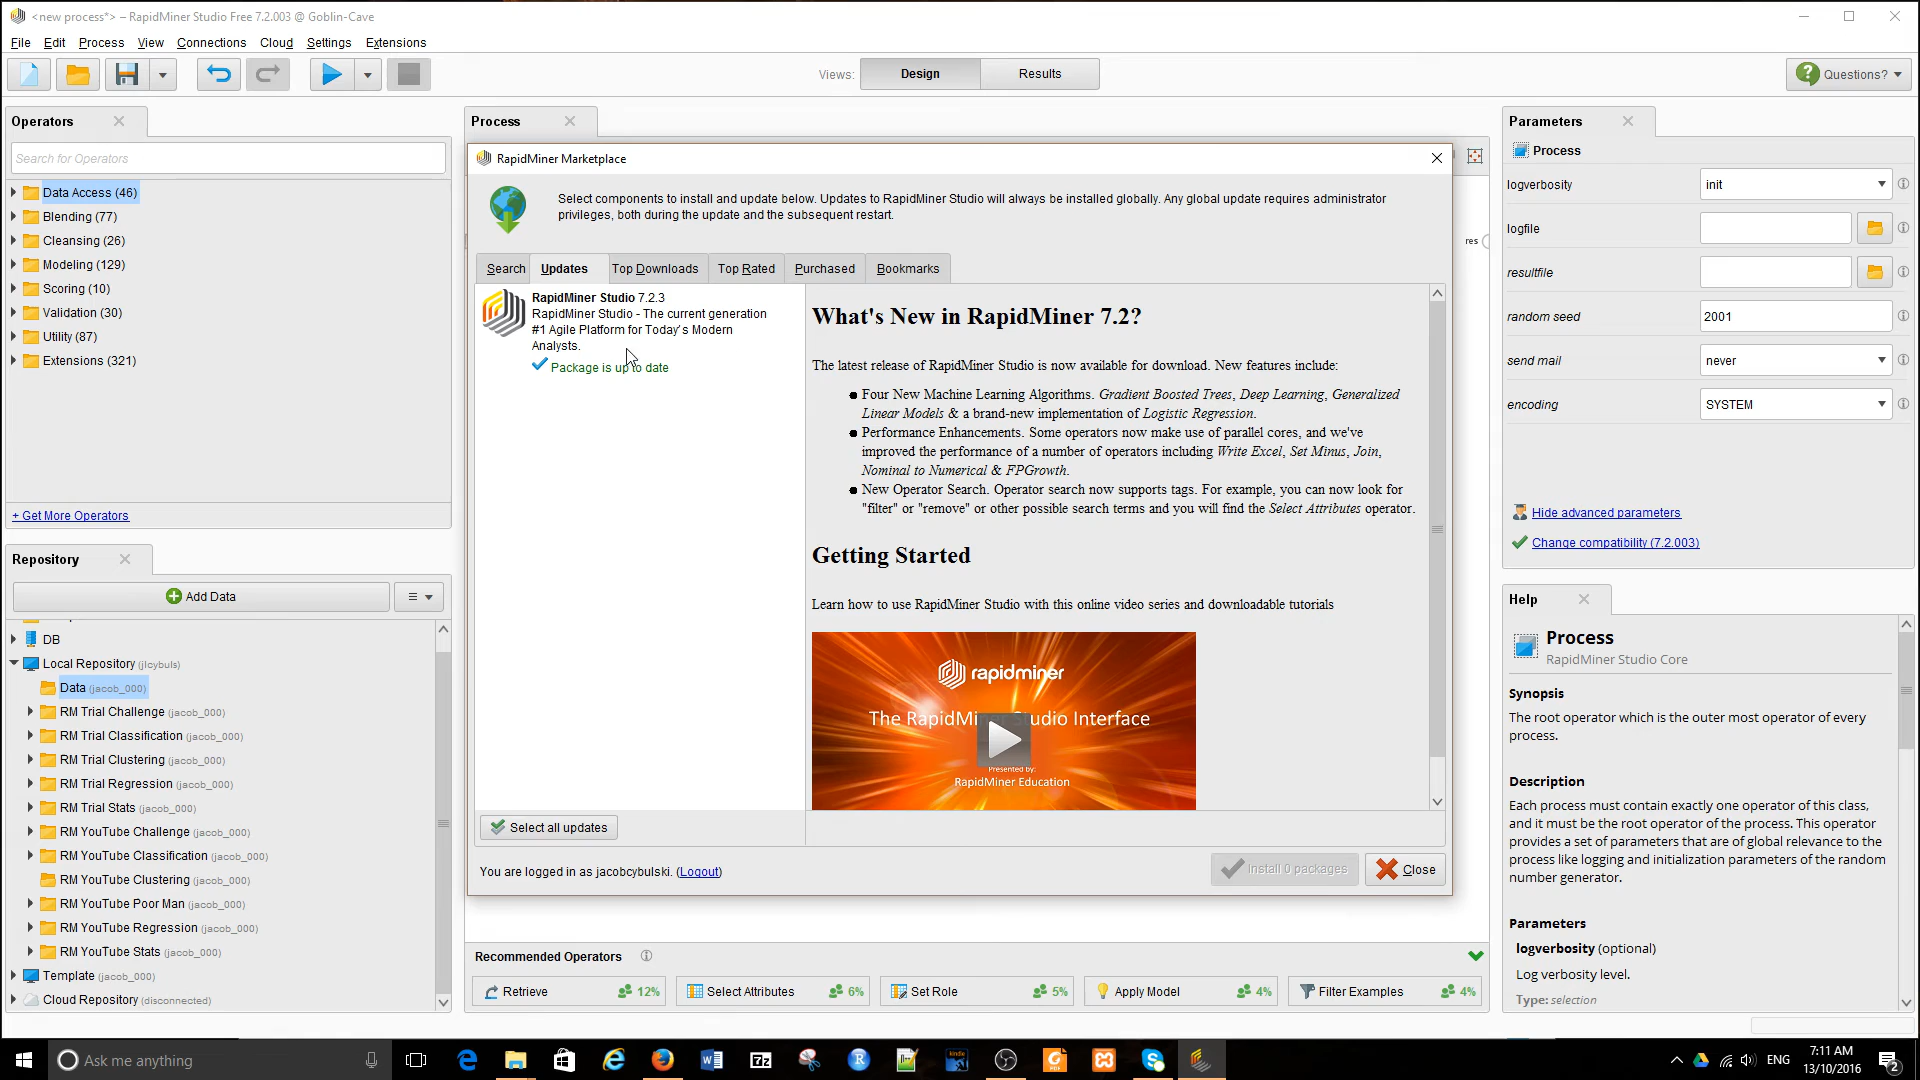 <new process*> – RapidMiner Studio Free 7.2.003 @ Goblin-Cave
File Edit Process View Connections Cloud Settings Extensions
Views: Design Results
Questions?
Operators
Search for Operators
Data Access (46)
Blending (77)
Cleansing (26)
Modeling (129)
Scoring (10)
Validation (30)
Utility (87)
Extensions (321)
+ Get More Operators
Repository
Add Data
DB
Local Repository (jlcybuls)
Data (jacob_000)
RM Trial Challenge (jacob_000)
RM Trial Classification (jacob_000)
RM Trial Clustering (jacob_000)
RM Trial Regression (jacob_000)
RM Trial Stats (jacob_000)
RM YouTube Challenge (jacob_000)
RM YouTube Classification (jacob_000)
RM YouTube Clustering (jacob_000)
RM YouTube Poor Man (jacob_000)
RM YouTube Regression (jacob_000)
RM YouTube Stats (jacob_000)
Template (jacob_000)
Cloud Repository (disconnected)
Process
res
RapidMiner Marketplace
Select components to install and update below. Updates to RapidMiner Studio will always be installed globally. Any global update requires administrator
privileges, both during the update and the subsequent restart.
Search Updates Top Downloads Top Rated Purchased Bookmarks
RapidMiner Studio 7.2.3
RapidMiner Studio - The current generation
#1 Agile Platform for Today's Modern
Analysts.
Package is up to date
What's New in RapidMiner 7.2?
The latest release of RapidMiner Studio is now available for download. New features include:
Four New Machine Learning Algorithms. Gradient Boosted Trees, Deep Learning, Generalized
Linear Models & a brand-new implementation of Logistic Regression.
Performance Enhancements. Some operators now make use of parallel cores, and we've
improved the performance of a number of operators including Write Excel, Set Minus, Join,
Nominal to Numerical & FPGrowth.
New Operator Search. Operator search now supports tags. For example, you can now look for
"filter" or "remove" or other possible search terms and you will find the Select Attributes operator.
Getting Started
Learn how to use RapidMiner Studio with this online video series and downloadable tutorials
rapidminer
The RapidMiner Studio Interface
Presented by:
RapidMiner Education
Select all updates
You are logged in as jacobcybulski. (Logout)
Install 0 packages
Close
Recommended Operators
Retrieve 12%
Select Attributes 6%
Set Role 5%
Apply Model 4%
Filter Examples 4%
Parameters
Process
logverbosity init
logfile
resultfile
random seed 2001
send mail never
encoding SYSTEM
Hide advanced parameters
Change compatibility (7.2.003)
Help
Process
RapidMiner Studio Core
Synopsis
The root operator which is the outer most operator of every
process.
Description
Each process must contain exactly one operator of this class,
and it must be the root operator of the process. This operator
provides a set of parameters that are of global relevance to the
process like logging and initialization parameters of the random
number generator.
Parameters
logverbosity (optional)
Log verbosity level.
Type: selection
Ask me anything
7z
R
kindle
ENG
7:11 AM
13/10/2016
2